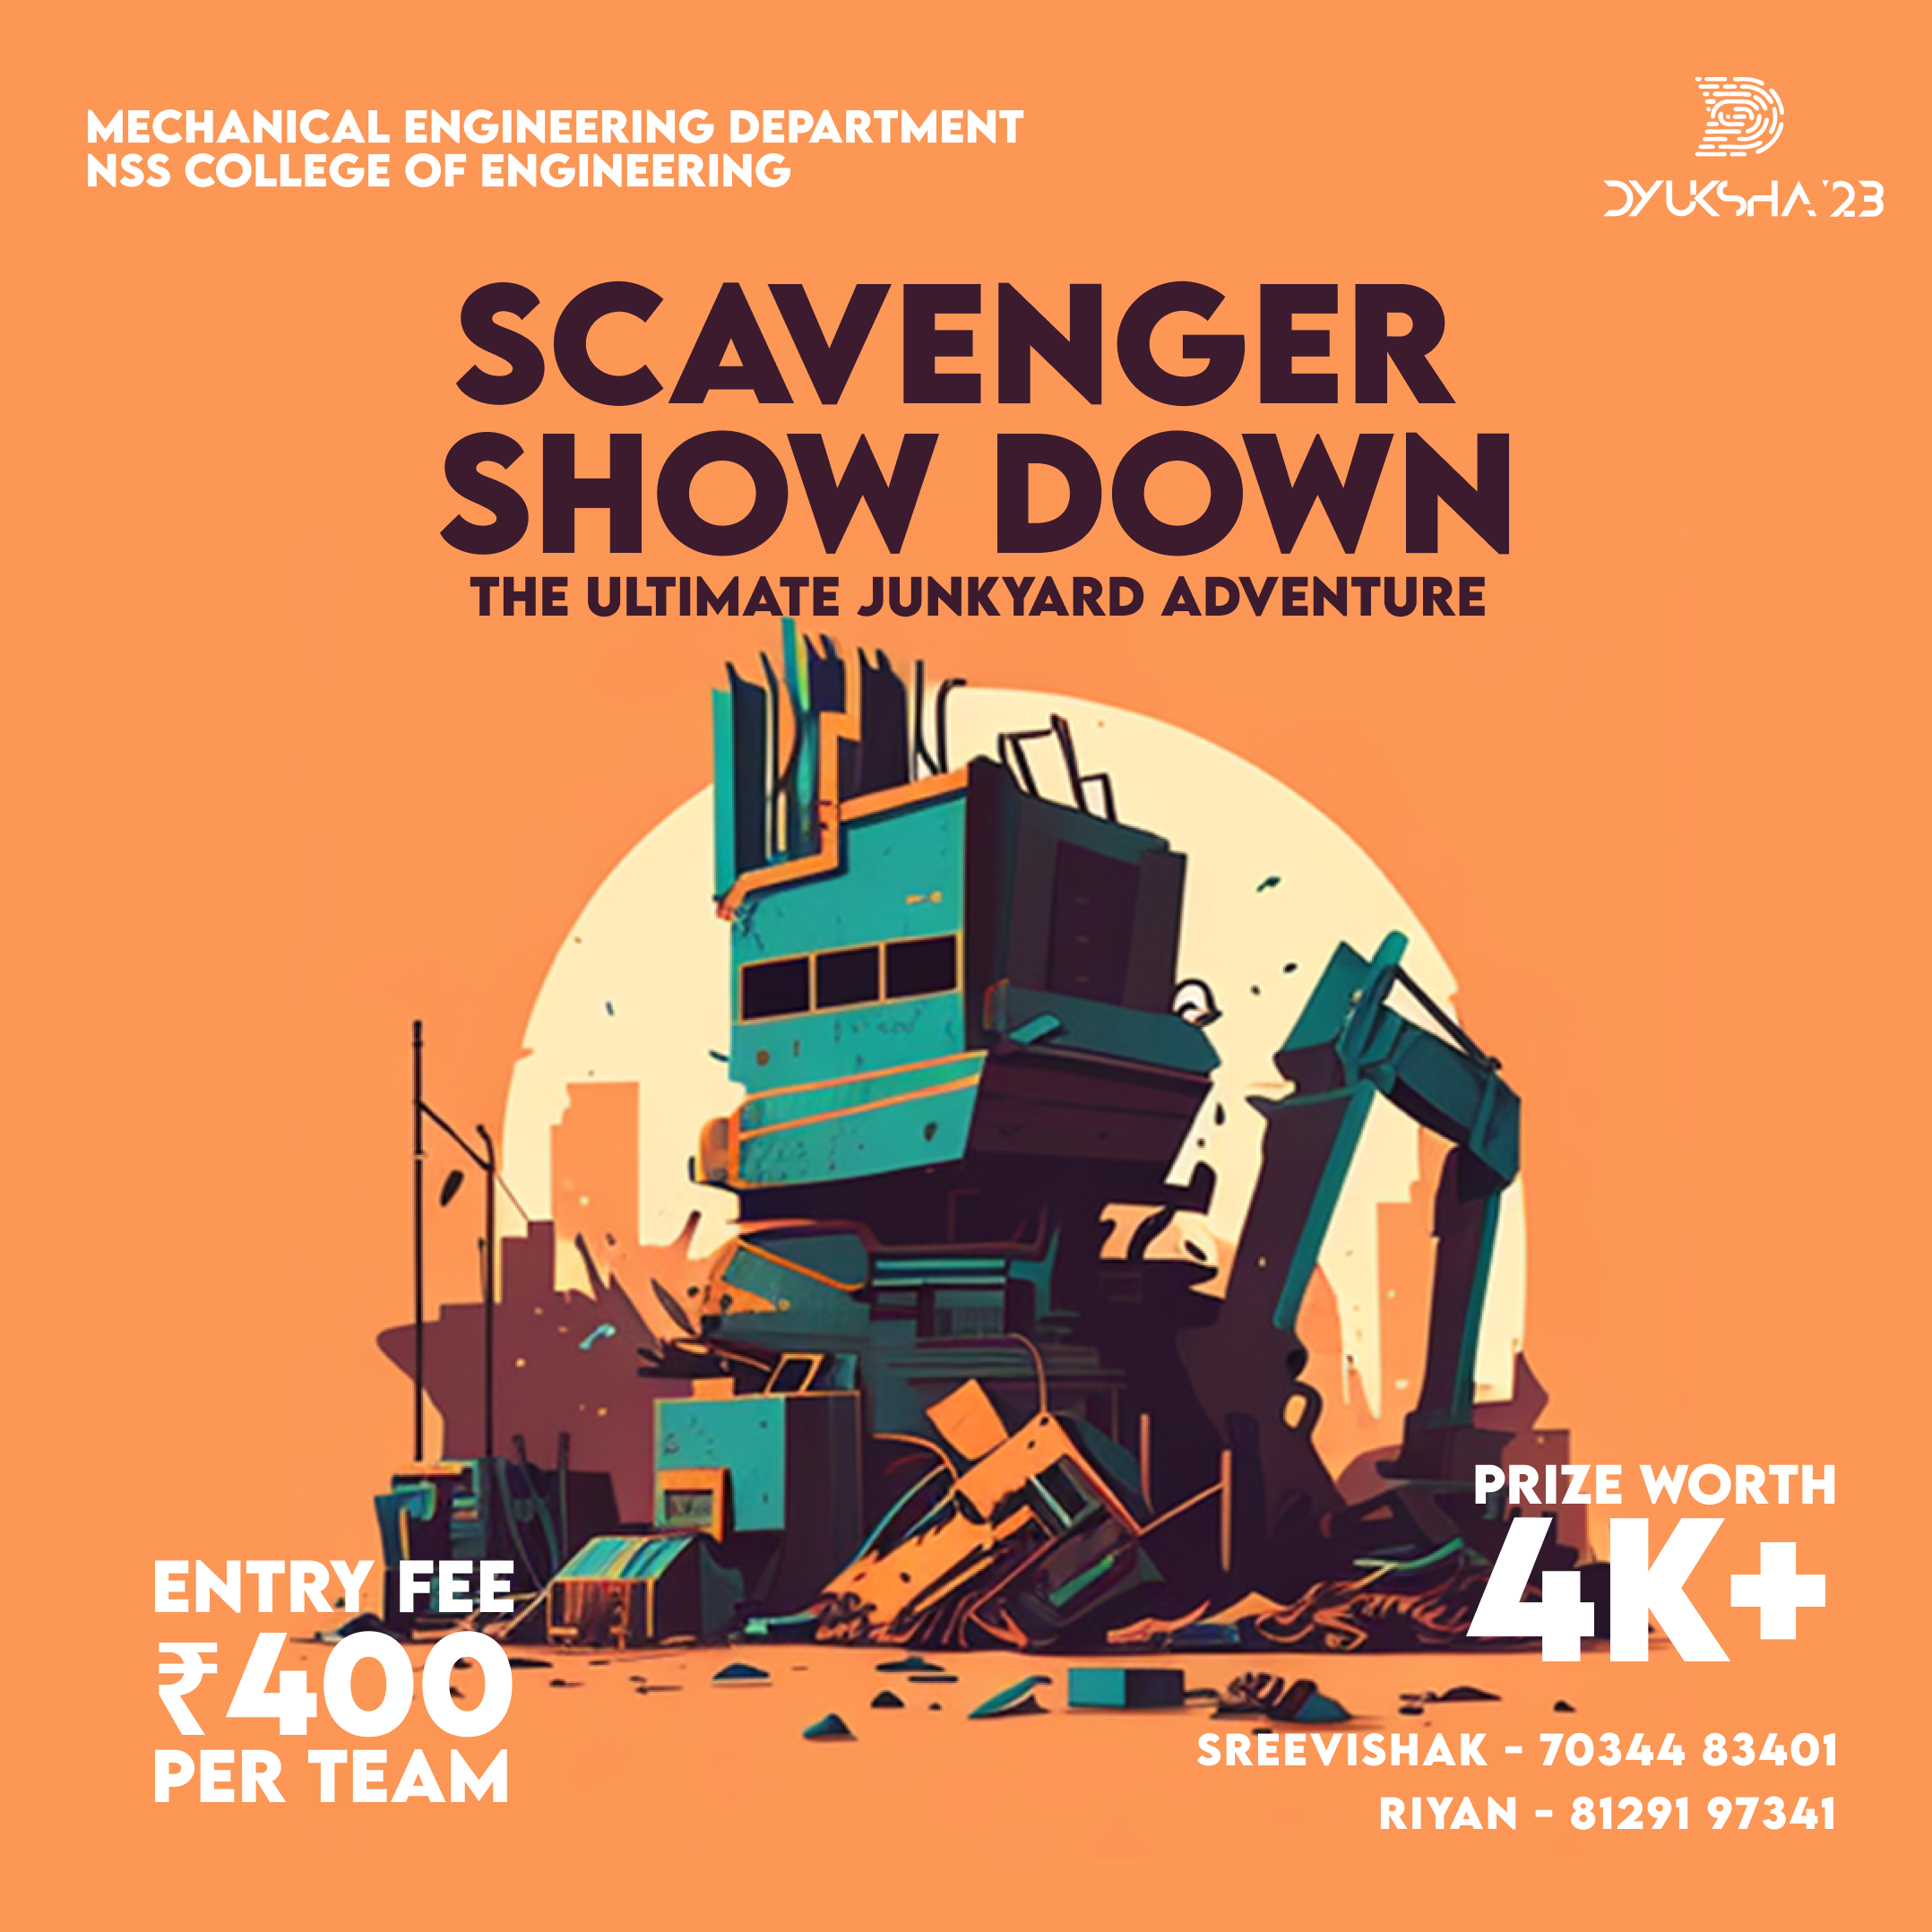 MECHANICAL ENGINEERING DEPARTMENT
NSS COLLEGE OF ENGINEERING
DYUKSHA '23
SCAVENGER
SHOW DOWN
THE ULTIMATE JUNKYARD ADVENTURE
ENTRY FEE
₹400
PER TEAM
PRIZE WORTH
4K+
SREEVISHAK - 70344 83401
RIYAN - 81291 97341